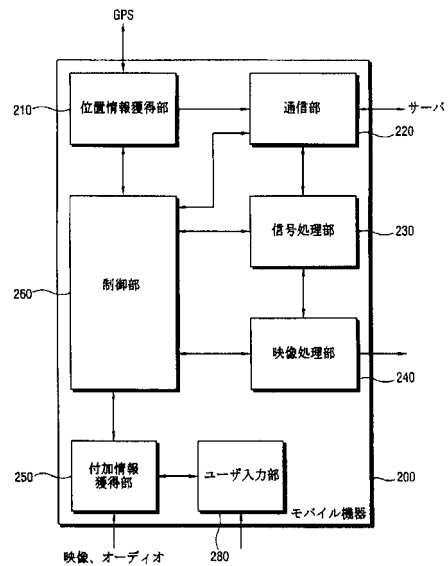 GPS
210
位置情報獲得部
通信部
サーバ
220
信号処理部
230
260
制御部
映像処理部
240
250
付加情報
獲得部
ユーザ入力部
200
モバイル機器
映像、オーディオ
280